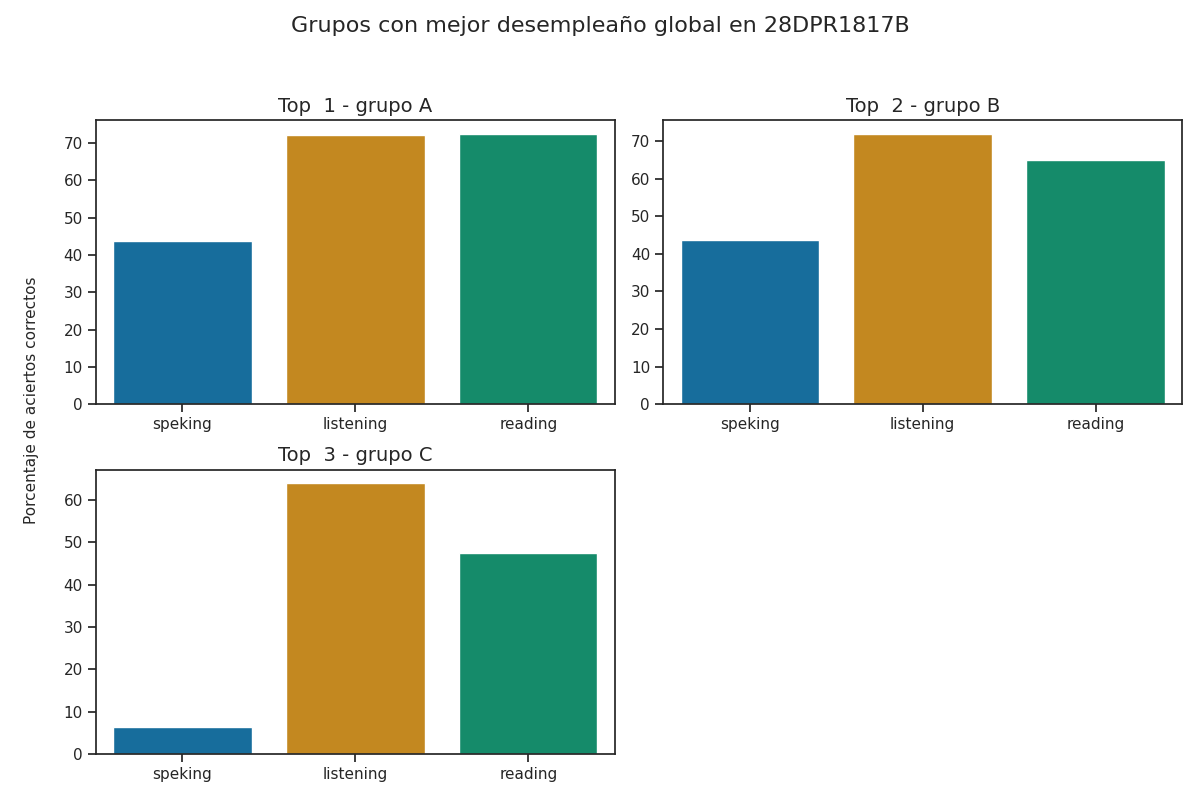 Grupos con mejor desempleaño global en 28DPR1817B
Porcentaje de aciertos correctos
Top  1 - grupo A
70
60
50
40
30
20
10
0
speking
listening
reading
Top  2 - grupo B
70
60
50
40
30
20
10
0
speking
listening
reading
Top  3 - grupo C
60
50
40
30
20
10
0
speking
listening
reading